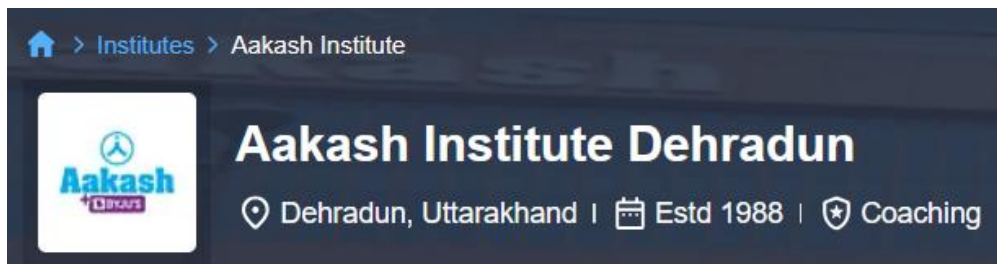 > Institutes > Aakash Institute
Aakash
+ BYJU'S
Aakash Institute Dehradun
Dehradun, Uttarakhand | Estd 1988 | Coaching